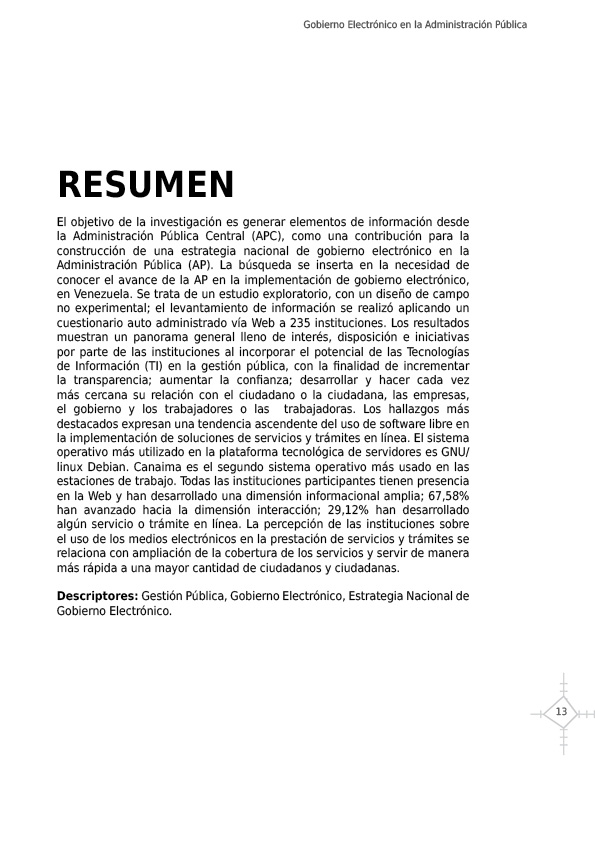 Gobierno Electrónico en la Administración Pública
RESUMEN
El objetivo de la investigación es generar elementos de información desde
la Administración Pública Central (APC), como una contribución para la
construcción de una estrategia nacional de gobierno electrónico en la
Administración Pública (AP). La búsqueda se inserta en la necesidad de
conocer el avance de la AP en la implementación de gobierno electrónico,
en Venezuela. Se trata de un estudio exploratorio, con un diseño de campo
no experimental; el levantamiento de información se realizó aplicando un
cuestionario auto administrado vía Web a 235 instituciones. Los resultados
muestran un panorama general lleno de interés, disposición e iniciativas
por parte de las instituciones al incorporar el potencial de las Tecnologías
de Información (TI) en la gestión pública, con la finalidad de incrementar
la transparencia; aumentar la confianza; desarrollar y hacer cada vez
más cercana su relación con el ciudadano o la ciudadana, las empresas,
el gobierno y los trabajadores o las trabajadoras. Los hallazgos más
destacados expresan una tendencia ascendente del uso de software libre en
la implementación de soluciones de servicios y trámites en línea. El sistema
operativo más utilizado en la plataforma tecnológica de servidores es GNU/
linux Debian. Canaima es el segundo sistema operativo más usado en las
estaciones de trabajo. Todas las instituciones participantes tienen presencia
en la Web y han desarrollado una dimensión informacional amplia; 67,58%
han avanzado hacia la dimensión interacción; 29,12% han desarrollado
algún servicio o trámite en línea. La percepción de las instituciones sobre
el uso de los medios electrónicos en la prestación de servicios y trámites se
relaciona con ampliación de la cobertura de los servicios y servir de manera
más rápida a una mayor cantidad de ciudadanos y ciudadanas.
Descriptores: Gestión Pública, Gobierno Electrónico, Estrategia Nacional de
Gobierno Electrónico.
13